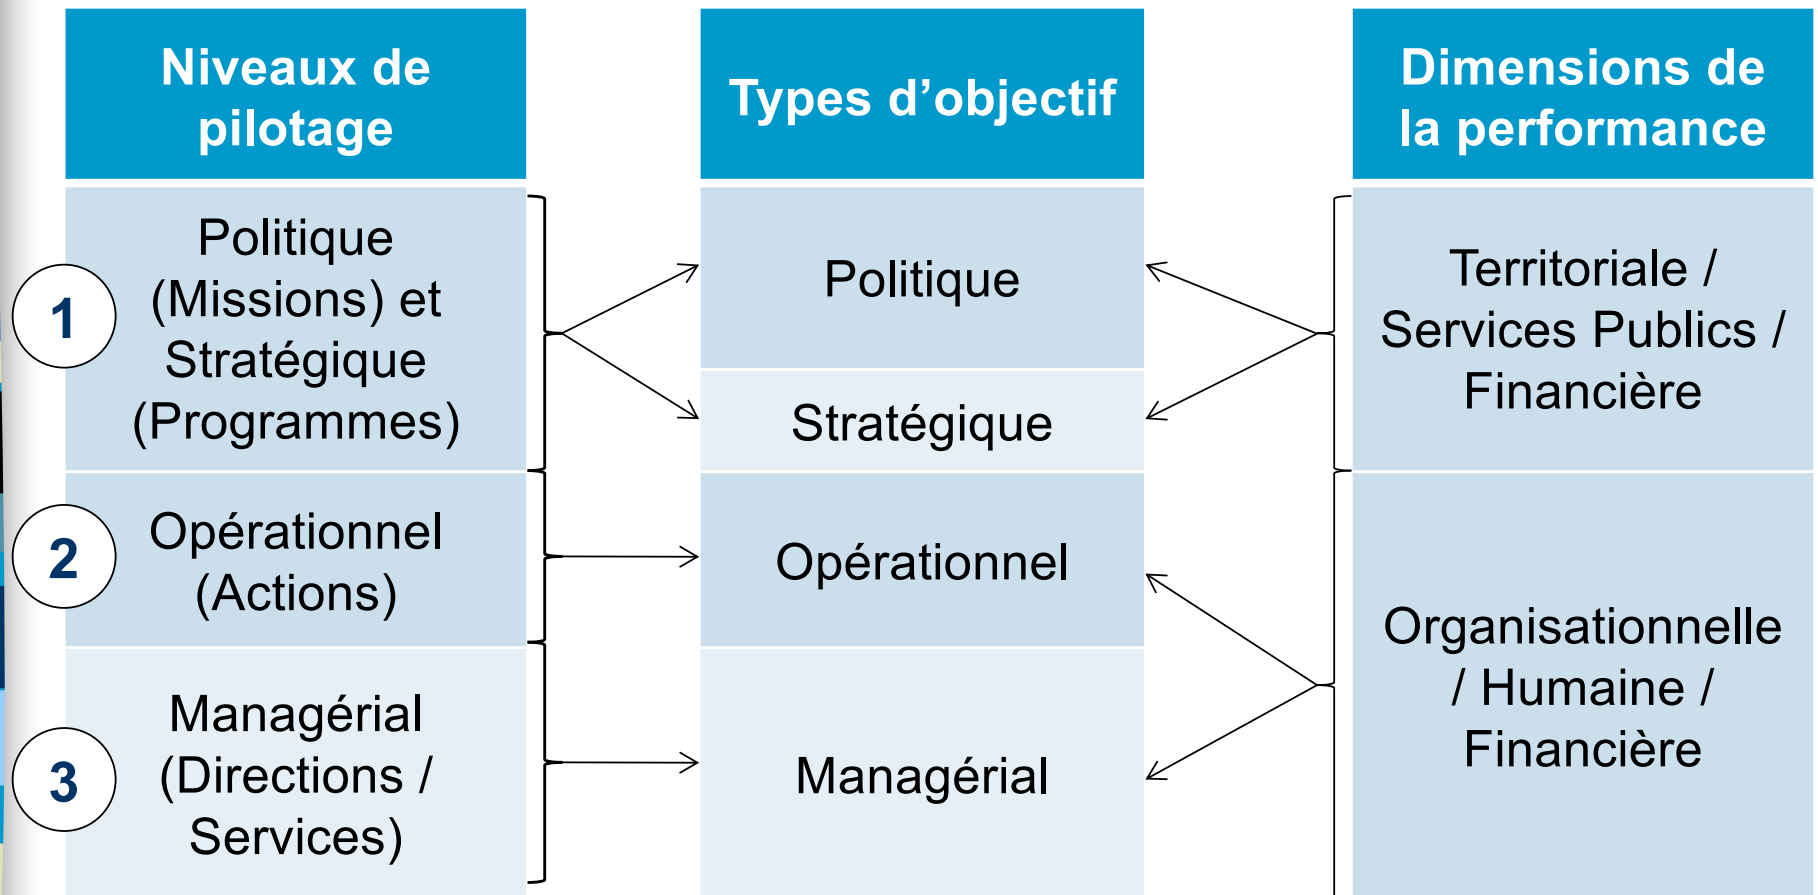 Niveaux de
pilotage
Types d’objectif
Dimensions de
la performance
1
Politique
(Missions) et
Stratégique
(Programmes)
Politique
Stratégique
Territoriale /
Services Publics /
Financière
2
Opérationnel
(Actions)
Opérationnel
3
Managérial
(Directions /
Services)
Managérial
Organisationnelle
/ Humaine /
Financière